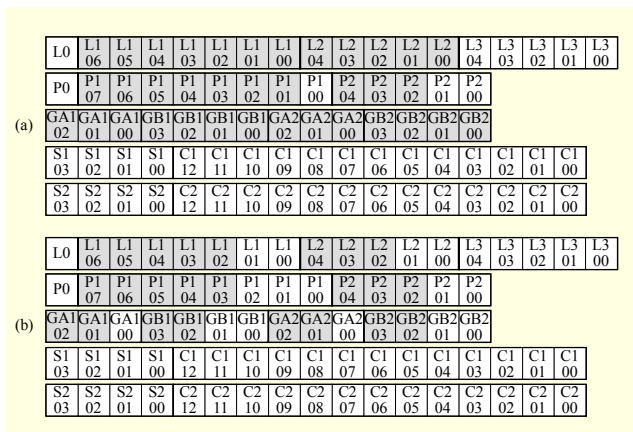 L0 L1 L1 L1 L1 L1 L1 L1 L2 L2 L2 L2 L2 L3 L3 L3 L3 L3
06 05 04 03 02 01 00 04 03 02 01 00 04 03 02 01 00
P0 P1 P1 P1 P1 P1 P1 P1 P1 P2 P2 P2 P2 P2
07 06 05 04 03 02 01 00 04 03 02 01 00
(a)
GA1 GA1 GA1 GB1 GB1 GB1 GB1 GA2 GA2 GA2 GB2 GB2 GB2 GB2
02 01 00 03 02 01 00 02 01 00 03 02 01 00
S1 S1 S1 S1 C1 C1 C1 C1 C1 C1 C1 C1 C1 C1 C1 C1 C1
03 02 01 00 12 11 10 09 08 07 06 05 04 03 02 01 00
S2 S2 S2 S2 C2 C2 C2 C2 C2 C2 C2 C2 C2 C2 C2 C2 C2
03 02 01 00 12 11 10 09 08 07 06 05 04 03 02 01 00
L0 L1 L1 L1 L1 L1 L1 L1 L2 L2 L2 L2 L2 L3 L3 L3 L3 L3
06 05 04 03 02 01 00 04 03 02 01 00 04 03 02 01 00
P0 P1 P1 P1 P1 P1 P1 P1 P1 P2 P2 P2 P2 P2
07 06 05 04 03 02 01 00 04 03 02 01 00
(b)
GA1 GA1 GA1 GB1 GB1 GB1 GB1 GA2 GA2 GA2 GB2 GB2 GB2 GB2
02 01 00 03 02 01 00 02 01 00 03 02 01 00
S1 S1 S1 S1 C1 C1 C1 C1 C1 C1 C1 C1 C1 C1 C1 C1 C1
03 02 01 00 12 11 10 09 08 07 06 05 04 03 02 01 00
S2 S2 S2 S2 C2 C2 C2 C2 C2 C2 C2 C2 C2 C2 C2 C2 C2
03 02 01 00 12 11 10 09 08 07 06 05 04 03 02 01 00